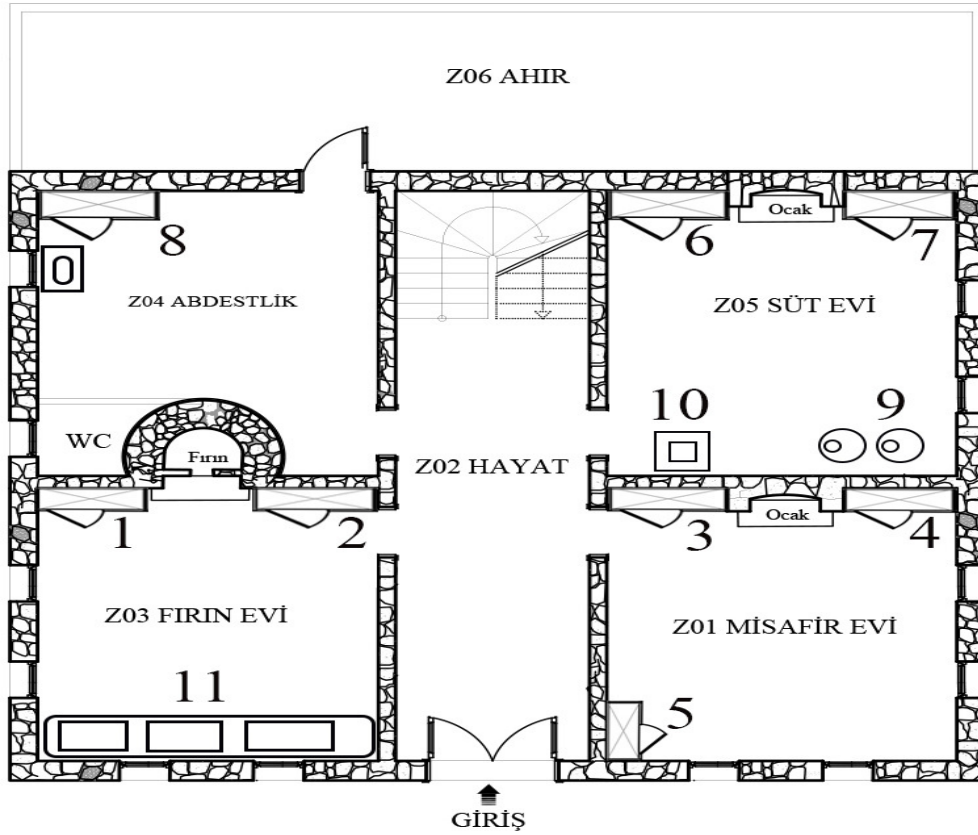 Z06 AHIR
Ocak
8
6
7
Z04 ABDESTLİK
Z05 SÜT EVİ
10
9
WC
Fırın
Z02 HAYAT
1
2
3
Ocak
4
Z03 FIRIN EVİ
Z01 MİSAFİR EVİ
11
5
GİRİŞ